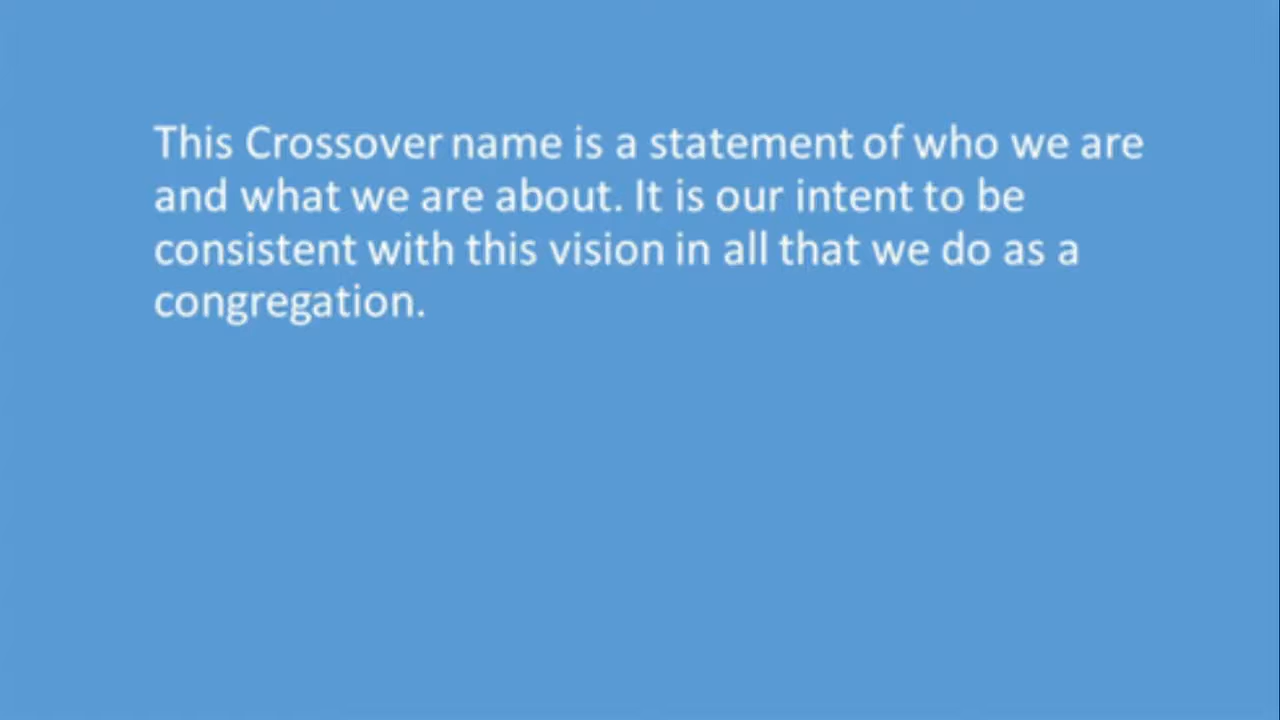 This Crossover name is a statement of who we are
and what we are about. It is our intent to be
consistent with this vision in all that we do as a
congregation.